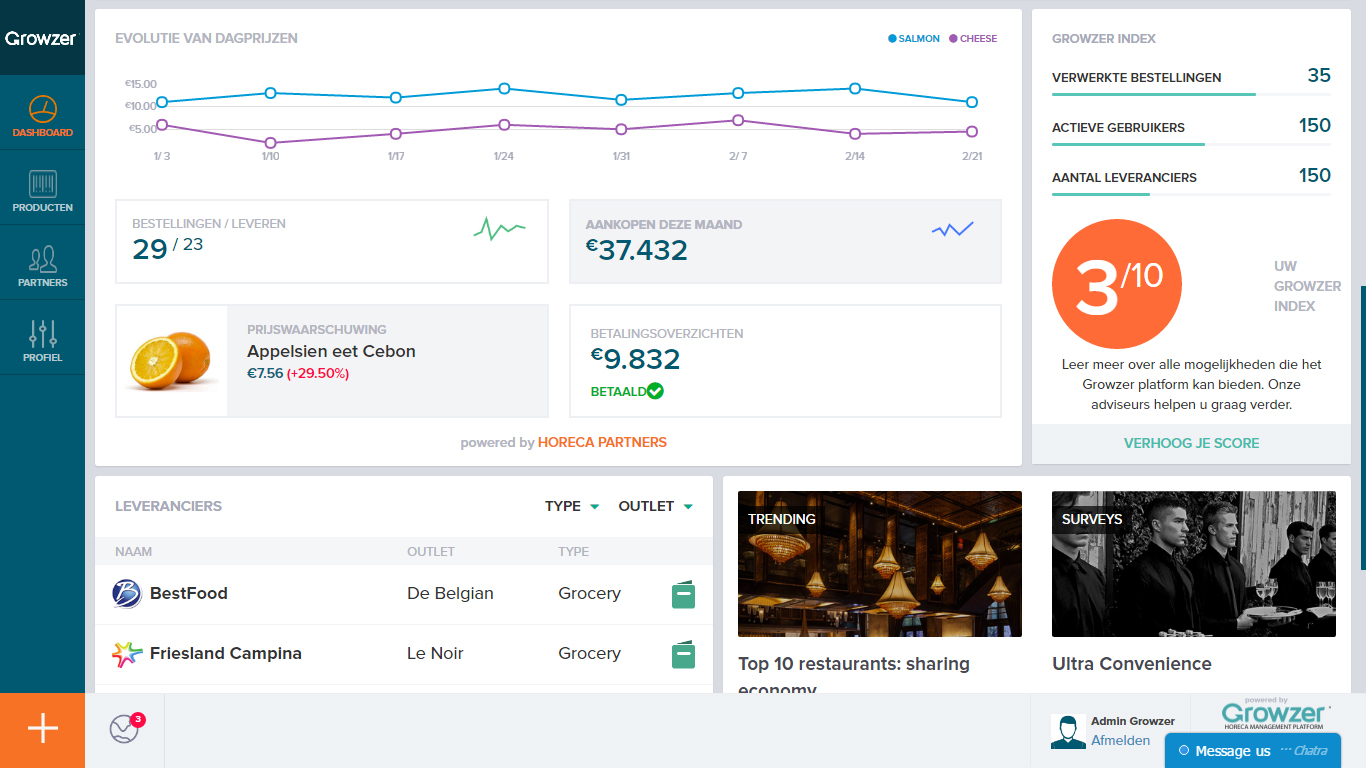 Growzer
DASHBOARD
PRODUCTEN
PARTNERS
PROFIEL
EVOLUTIE VAN DAGPRIJZEN
SALMON CHEESE
€15.00
€10.00
€5.00
1/ 3 1/10 1/17 1/24 1/31 2/ 7 2/14 2/21
BESTELLINGEN / LEVEREN
29 / 23
AANKOPEN DEZE MAAND
€37.432
PRIJSWAARSCHUWING
Appelsien eet Cebon
€7.56 (+29.50%)
BETALINGSOVERZICHTEN
€9.832
BETAALD
powered by HORECA PARTNERS
GROWZER INDEX
VERWERKTE BESTELLINGEN 35
ACTIEVE GEBRUIKERS 150
AANTAL LEVERANCIERS 150
3/10
UW
GROWZER
INDEX
Leer meer over alle mogelijkheden die het
Growzer platform kan bieden. Onze
adviseurs helpen u graag verder.
VERHOOG JE SCORE
LEVERANCIERS TYPE OUTLET
NAAM OUTLET TYPE
BestFood De Belgian Grocery
Friesland Campina Le Noir Grocery
TRENDING
Top 10 restaurants: sharing
economy
SURVEYS
Ultra Convenience
3
Admin Growzer
Afmelden
powered by
Growzer
HORECA MANAGEMENT PLATFORM
Message us Chatra